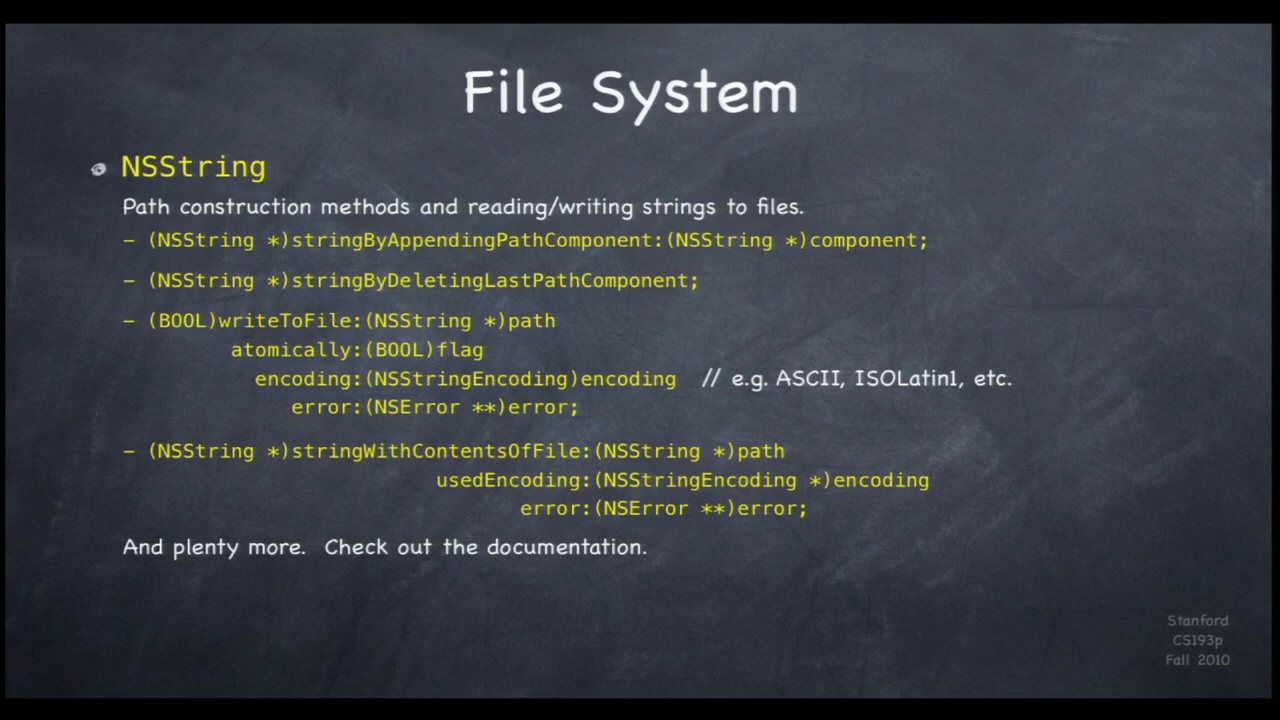 File System
NSString
Path construction methods and reading/writing strings to files.
– (NSString *)stringByAppendingPathComponent:(NSString *)component;
– (NSString *)stringByDeletingLastPathComponent;
– (BOOL)writeToFile:(NSString *)path
atomically:(BOOL)flag
encoding:(NSStringEncoding)encoding // e.g. ASCII, ISOLatin1, etc.
error:(NSError **)error;
– (NSString *)stringWithContentsOfFile:(NSString *)path
usedEncoding:(NSStringEncoding *)encoding
error:(NSError **)error;
And plenty more. Check out the documentation.
Stanford
CS193p
Fall 2010